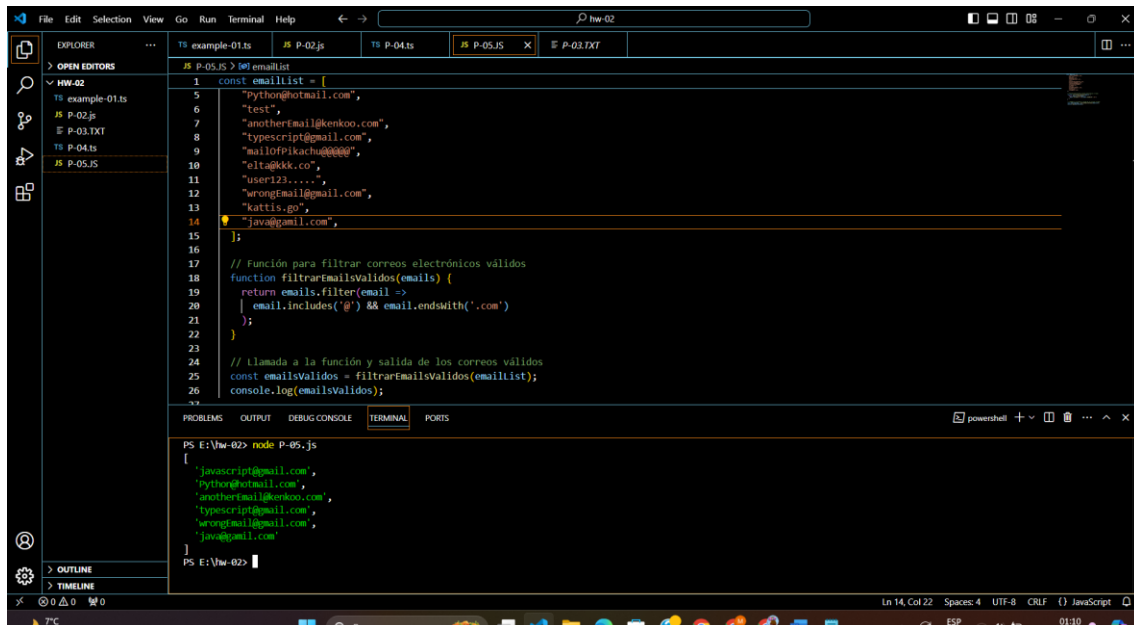 File Edit Selection View Go Run Terminal Help
hw-02
EXPLORER
OPEN EDITORS
HW-02
TS example-01.ts
JS P-02.js
P-03.TXT
TS P-04.ts
JS P-05.JS
OUTLINE
TIMELINE
TS example-01.ts JS P-02.js TS P-04.ts JS P-05.JS P-03.TXT
JS P-05.JS > emailList
1 const emailList = [
5 "Python@hotmail.com",
6 "test",
7 "anotherEmail@kenkoo.com",
8 "typescript@gmail.com",
9 "mailOfPikachu@@@@@",
10 "elta@kkk.co",
11 "user123.....",
12 "wrongEmail@gmail.com",
13 "kattis.go",
14 "java@gamil.com",
15 ];
16
17 // Función para filtrar correos electrónicos válidos
18 function filtrarEmailsValidos(emails) {
19 return emails.filter(email =>
20 email.includes('@') && email.endsWith('.com')
21 );
22 }
23
24 // Llamada a la función y salida de los correos válidos
25 const emailsValidos = filtrarEmailsValidos(emailList);
26 console.log(emailsValidos);
27
PROBLEMS OUTPUT DEBUG CONSOLE TERMINAL PORTS
powershell
PS E:\hw-02> node P-05.js
[
'javascript@gmail.com',
'Python@hotmail.com',
'anotherEmail@kenkoo.com',
'typescript@gmail.com',
'wrongEmail@gmail.com',
'java@gamil.com'
]
PS E:\hw-02>
0 0 0
Ln 14, Col 22 Spaces: 4 UTF-8 CRLF {} JavaScript
7°C
ESP
01:10